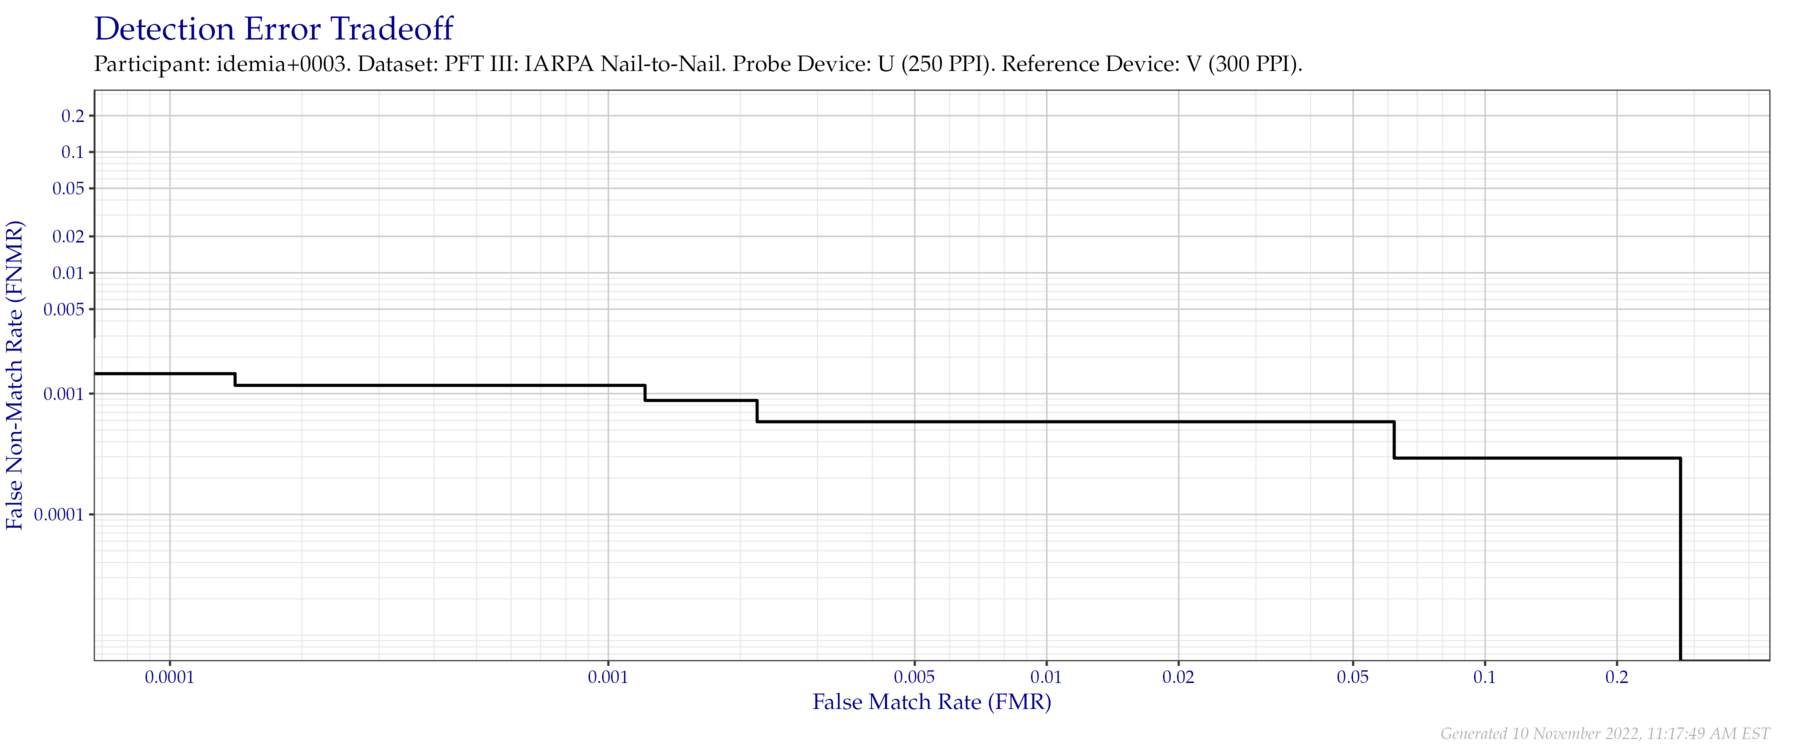 Detection Error Tradeoff
Participant: idemia+0003. Dataset: PFT III: IARPA Nail-to-Nail. Probe Device: U (250 PPI). Reference Device: V (300 PPI).
False Non-Match Rate (FNMR)
0.2
0.1
0.05
0.02
0.01
0.005
0.001
0.0001
0.0001 0.001 0.005 0.01 0.02 0.05 0.1 0.2
False Match Rate (FMR)
Generated 10 November 2022, 11:17:49 AM EST